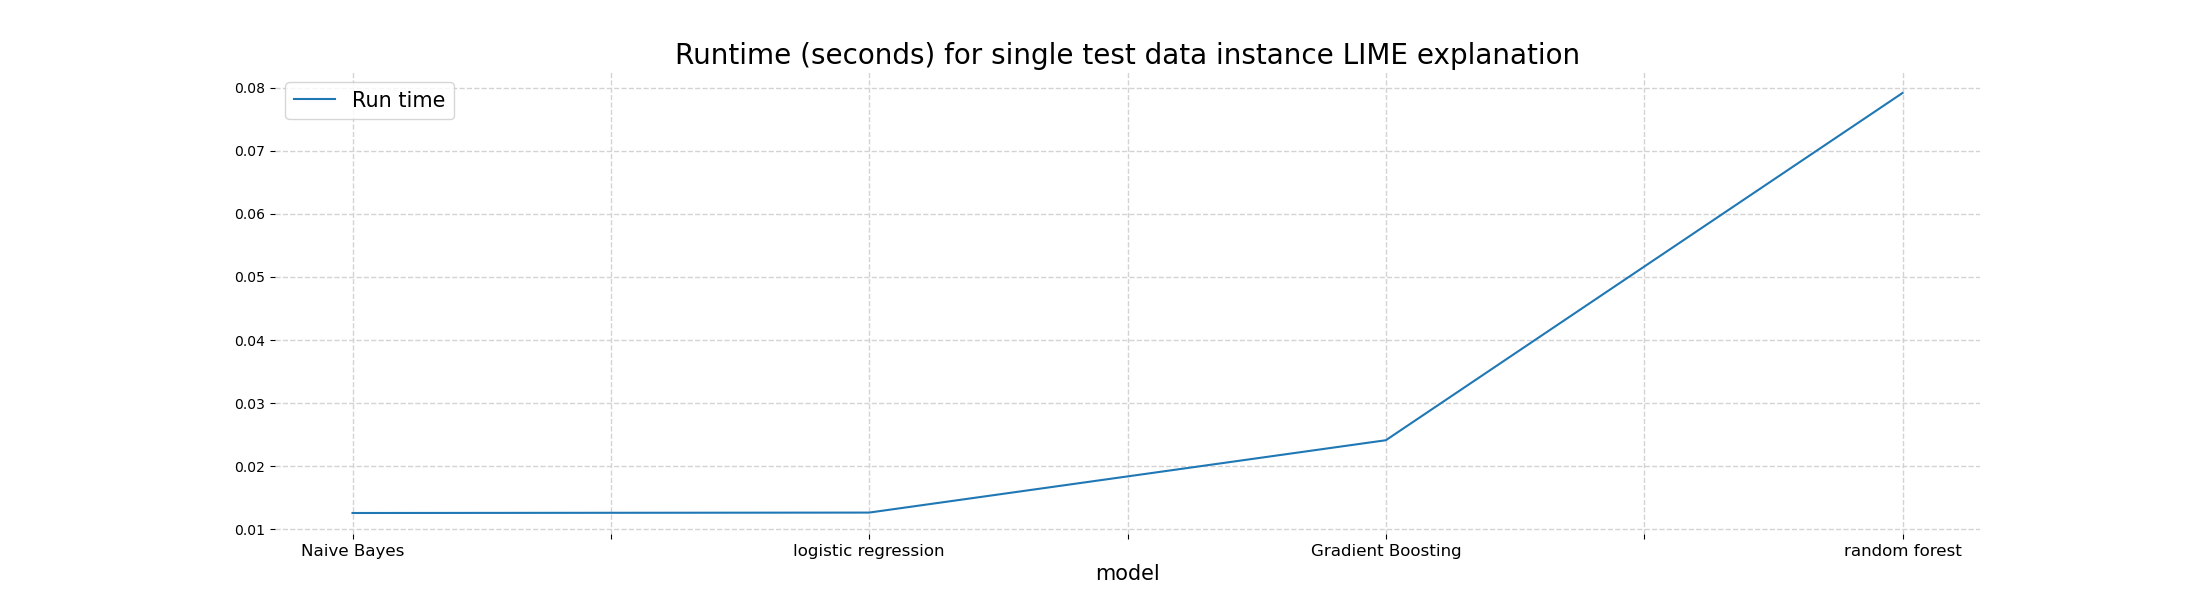 Runtime (seconds) for single test data instance LIME explanation
Run time
0.08
0.07
0.06
0.05
0.04
0.03
0.02
0.01
Naive Bayes logistic regression Gradient Boosting random forest
model